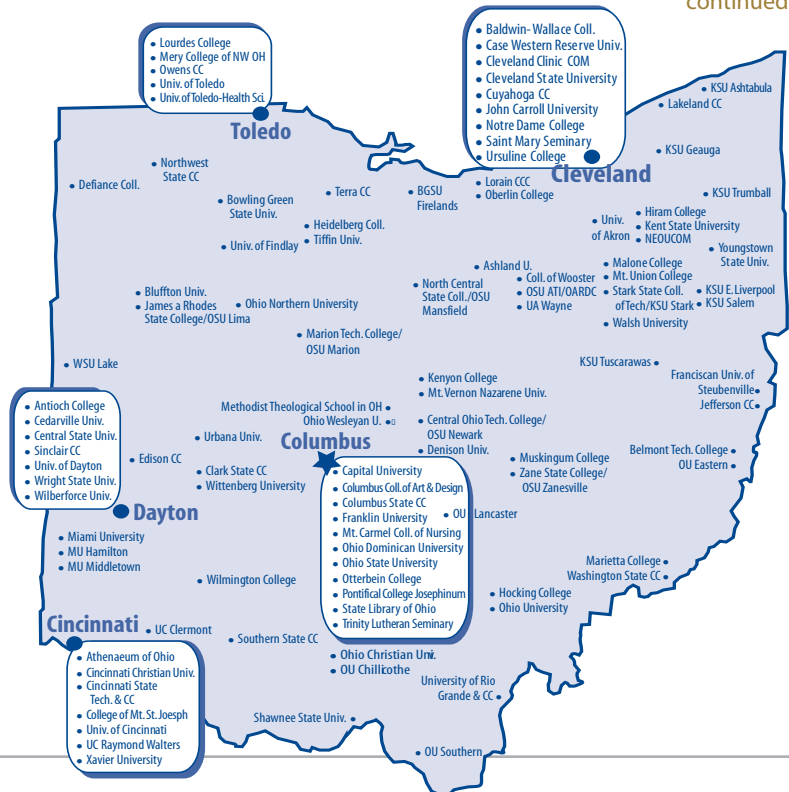 continued
Lourdes College
Mery College of NW OH
Owens CC
Univ. of Toledo
Univ. of Toledo-Health Sci.
Toledo
Baldwin-Wallace Coll.
Case Western Reserve Univ.
Cleveland Clinic COM
Cleveland State University
Cuyahoga CC
John Carroll University
Notre Dame College
Saint Mary Seminary
Ursuline College
Cleveland
KSU Ashtabula
Lakeland CC
KSU Geauga
KSU Trumball
Northwest
State CC
Defiance Coll.
Bowling Green
State Univ.
Terra CC
BGSU
Firelands
Lorain CCC
Oberlin College
Heidelberg Coll.
Tiffin Univ.
Univ. of Findlay
Univ.
of Akron
Hiram College
Kent State University
NEOUCOM
Youngstown
State Univ.
Ashland U.
Coll. of Wooster
OSU ATI/OARDC
UA Wayne
North Central
State Coll./OSU
Mansfield
Malone College
Mt. Union College
Stark State Coll.
of Tech/KSU Stark
Walsh University
KSU E. Liverpool
KSU Salem
Bluffton Univ.
James a Rhodes
State College/OSU Lima
Ohio Northern University
Marion Tech. College/
OSU Marion
WSU Lake
KSU Tuscarawas
Franciscan Univ. of
Steubenville
Jefferson CC
Kenyon College
Mt. Vernon Nazarene Univ.
Methodist Theological School in OH
Ohio Wesleyan U.
Central Ohio Tech. College/
OSU Newark
Denison Univ.
Antioch College
Cedarville Univ.
Central State Univ.
Sinclair CC
Univ. of Dayton
Wright State Univ.
Wilberforce Univ.
Dayton
Urbana Univ.
Edison CC
Clark State CC
Wittenberg University
Columbus
Capital University
Columbus Coll. of Art & Design
Columbus State CC
Franklin University
Mt. Carmel Coll. of Nursing
Ohio Dominican University
Ohio State University
Otterbein College
Pontifical College Josephinum
State Library of Ohio
Trinity Lutheran Seminary
OU Lancaster
Muskingum College
Zane State College/
OSU Zanesville
Belmont Tech. College
OU Eastern
Miami University
MU Hamilton
MU Middletown
Wilmington College
Marietta College
Washington State CC
Hocking College
Ohio University
Cincinnati
UC Clermont
Southern State CC
Athenaeum of Ohio
Cincinnati Christian Univ.
Cincinnati State
Tech. & CC
College of Mt. St. Joesph
Univ. of Cincinnati
UC Raymond Walters
Xavier University
Ohio Christian Univ.
OU Chillicothe
University of Rio
Grande & CC
Shawnee State Univ.
OU Southern